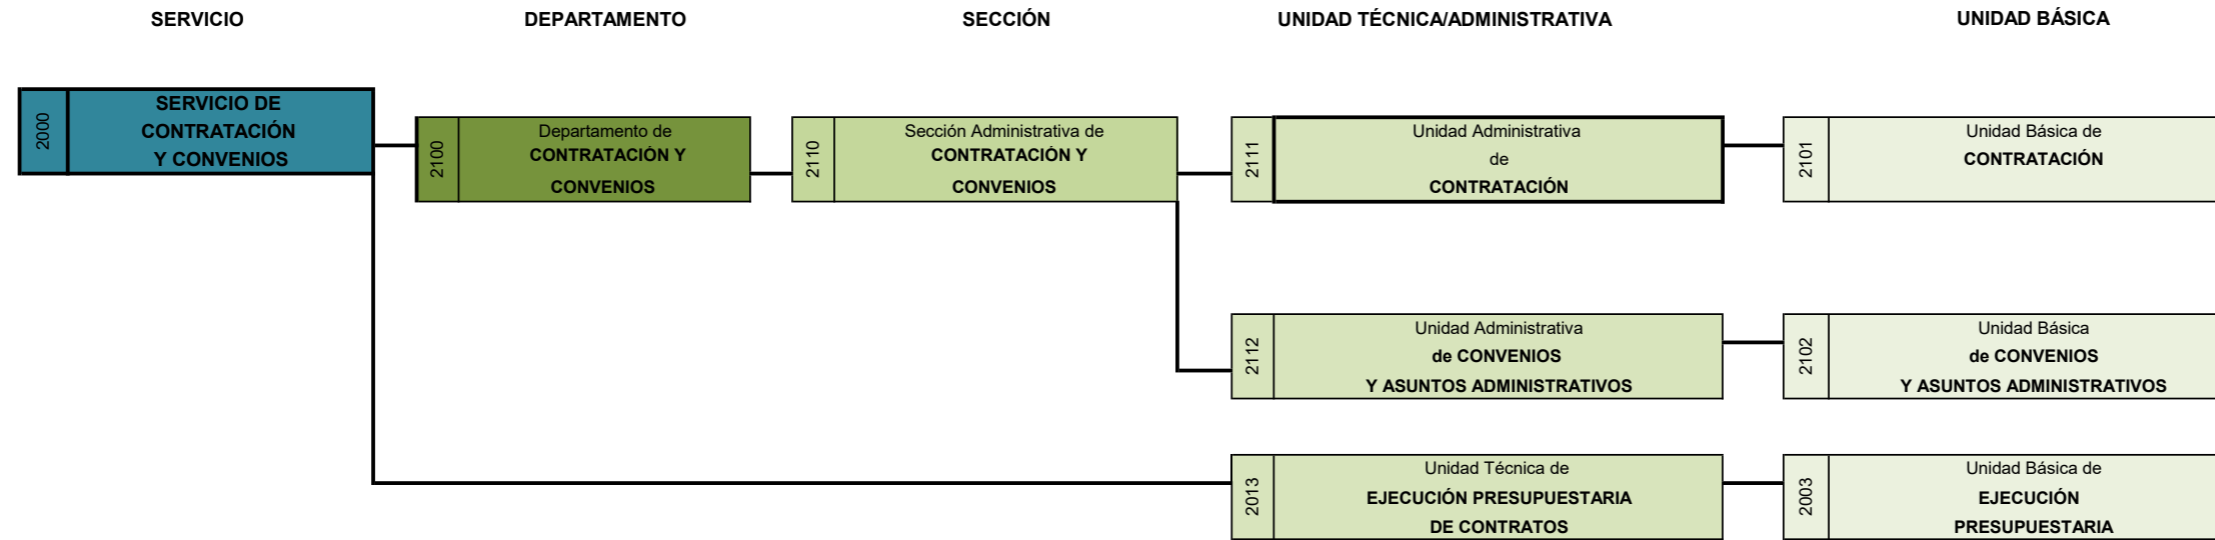 SERVICIO
DEPARTAMENTO
SECCIÓN
UNIDAD TÉCNICA/ADMINISTRATIVA
UNIDAD BÁSICA
2000
SERVICIO DE
CONTRATACIÓN
Y CONVENIOS
2100
Departamento de
CONTRATACIÓN Y
CONVENIOS
2110
Sección Administrativa de
CONTRATACIÓN Y
CONVENIOS
2111
Unidad Administrativa
de
CONTRATACIÓN
2101
Unidad Básica de
CONTRATACIÓN
2112
Unidad Administrativa
de CONVENIOS
Y ASUNTOS ADMINISTRATIVOS
2102
Unidad Básica
de CONVENIOS
Y ASUNTOS ADMINISTRATIVOS
2013
Unidad Técnica de
EJECUCIÓN PRESUPUESTARIA
DE CONTRATOS
2003
Unidad Básica de
EJECUCIÓN
PRESUPUESTARIA